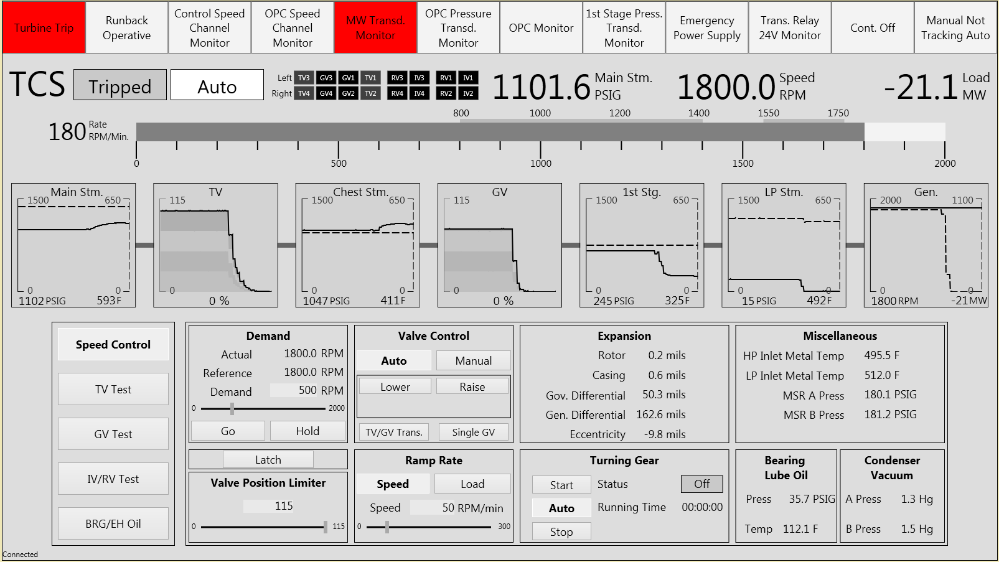 Turbine Trip
Runback
Operative
Control Speed
Channel
Monitor
OPC Speed
Channel
Monitor
MW Transd.
Monitor
OPC Pressure
Transd.
Monitor
OPC Monitor
1st Stage Press.
Transd.
Monitor
Emergency
Power Supply
Trans. Relay
24V Monitor
Cont. Off
Manual Not
Tracking Auto
TCS
Tripped
Auto
Left TV3 GV3 GV1 TV1 RV3 IV3 RV1 IV1
Right TV4 GV4 GV2 TV2 RV4 IV4 RV2 IV2
1101.6 Main Stm.
PSIG
1800.0 Speed
RPM
-21.1 Load
MW
180 Rate
RPM/Min.
800 1000 1200 1400 1550 1750
0 500 1000 1500 2000
Main Stm.
1500 650
0 0
1102 PSIG 593 F
TV
115
0
0 %
Chest Stm.
1500 650
0 0
1047 PSIG 411 F
GV
115
0
0 %
1st Stg.
1500 650
0 0
245 PSIG 325 F
LP Stm.
1500 650
0 0
15 PSIG 492 F
Gen.
2000 1100
0 0
1800 RPM -21 MW
Speed Control
TV Test
GV Test
IV/RV Test
BRG/EH Oil
Demand
Actual 1800.0 RPM
Reference 1800.0 RPM
Demand 500 RPM
0 2000
Go Hold
Latch
Valve Position Limiter
115
0 115
Valve Control
Auto Manual
Lower Raise
TV/GV Trans. Single GV
Ramp Rate
Speed Load
Speed 50 RPM/min
0 300
Expansion
Rotor 0.2 mils
Casing 0.6 mils
Gov. Differential 50.3 mils
Gen. Differential 162.6 mils
Eccentricity -9.8 mils
Turning Gear
Start Status Off
Auto Running Time 00:00:00
Stop
Miscellaneous
HP Inlet Metal Temp 495.5 F
LP Inlet Metal Temp 512.0 F
MSR A Press 180.1 PSIG
MSR B Press 181.2 PSIG
Bearing
Lube Oil
Press 35.7 PSIG
Temp 112.1 F
Condenser
Vacuum
A Press 1.3 Hg
B Press 1.5 Hg
Connected